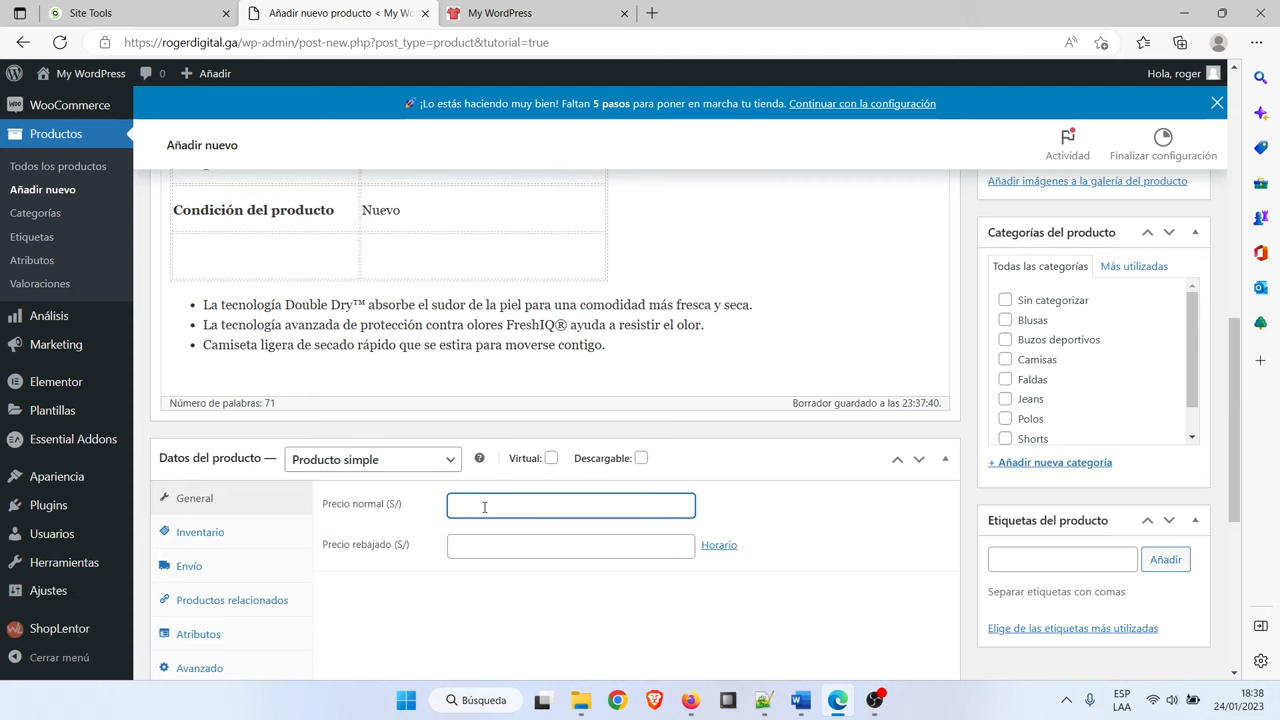 Site Tools
Añadir nuevo producto < My Wo
My WordPress
https://rogerdigital.ga/wp-admin/post-new.php?post_type=product&tutorial=true
My WordPress
0
Añadir
Hola, roger
WooCommerce
Productos
Todos los productos
Añadir nuevo
Categorías
Etiquetas
Atributos
Valoraciones
Análisis
Marketing
Elementor
Plantillas
Essential Addons
Apariencia
Plugins
Usuarios
Herramientas
Ajustes
ShopLentor
Cerrar menú
¡Lo estás haciendo muy bien! Faltan 5 pasos para poner en marcha tu tienda. Continuar con la configuración
Añadir nuevo
Actividad
Finalizar configuración
Condición del producto
Nuevo
La tecnología Double Dry™ absorbe el sudor de la piel para una comodidad más fresca y seca.
La tecnología avanzada de protección contra olores FreshIQ® ayuda a resistir el olor.
Camiseta ligera de secado rápido que se estira para moverse contigo.
Número de palabras: 71
Borrador guardado a las 23:37:40.
Datos del producto —
Producto simple
Virtual:
Descargable:
General
Inventario
Envío
Productos relacionados
Atributos
Avanzado
Precio normal (S/)
Precio rebajado (S/)
Horario
Añadir imágenes a la galería del producto
Categorías del producto
Todas las categorías
Más utilizadas
Sin categorizar
Blusas
Buzos deportivos
Camisas
Faldas
Jeans
Polos
Shorts
+ Añadir nueva categoría
Etiquetas del producto
Añadir
Separar etiquetas con comas
Elige de las etiquetas más utilizadas
Búsqueda
ESP
LAA
18:38
24/01/2023